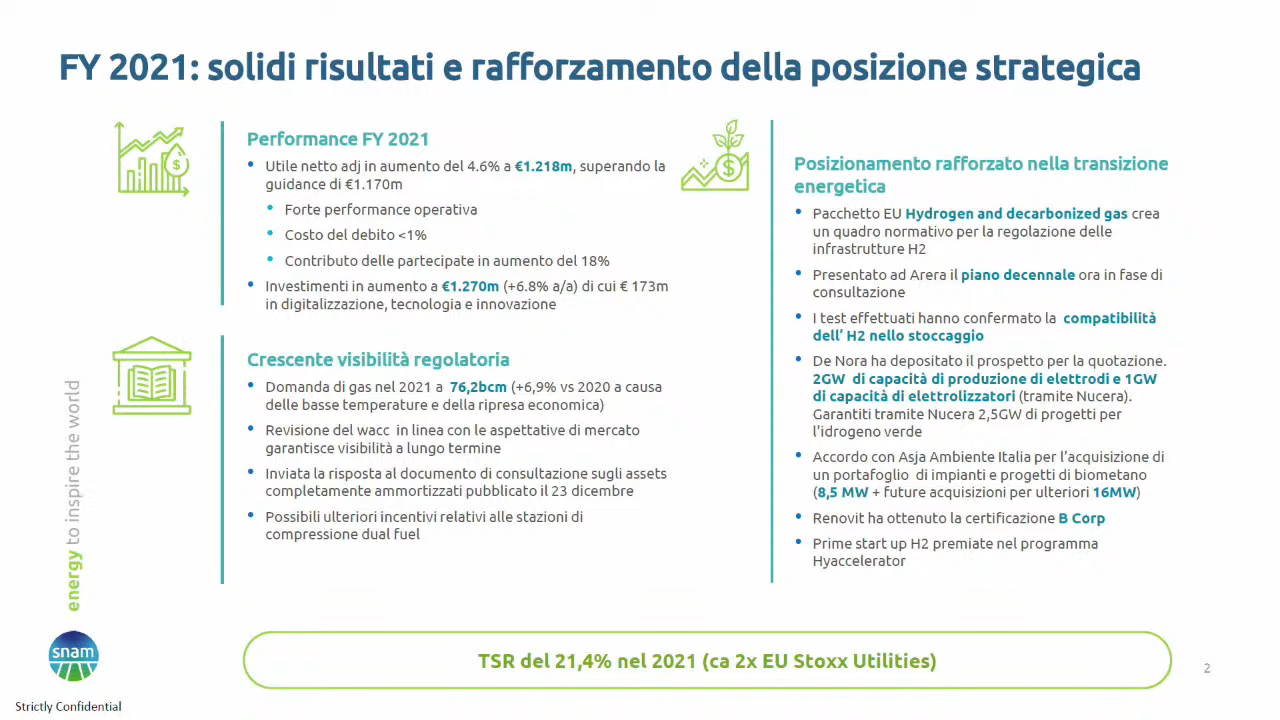 FY 2021: solidi risultati e rafforzamento della posizione strategica
Performance FY 2021
• Utile netto adj in aumento del 4.6% a €1.218m, superando la
guidance di €1.170m
• Forte performance operativa
• Costo del debito <1%
• Contributo delle partecipate in aumento del 18%
• Investimenti in aumento a €1.270m (+6.8% a/a) di cui € 173m
in digitalizzazione, tecnologia e innovazione
Crescente visibilità regolatoria
• Domanda di gas nel 2021 a 76,2bcm (+6,9% vs 2020 a causa
delle basse temperature e della ripresa economica)
• Revisione del wacc in linea con le aspettative di mercato
garantisce visibilità a lungo termine
• Inviata la risposta al documento di consultazione sugli assets
completamente ammortizzati pubblicato il 23 dicembre
• Possibili ulteriori incentivi relativi alle stazioni di
compressione dual fuel
Posizionamento rafforzato nella transizione
energetica
• Pacchetto EU Hydrogen and decarbonized gas crea
un quadro normativo per la regolazione delle
infrastrutture H2
• Presentato ad Arera il piano decennale ora in fase di
consultazione
• I test effettuati hanno confermato la compatibilità
dell' H2 nello stoccaggio
• De Nora ha depositato il prospetto per la quotazione.
2GW di capacità di produzione di elettrodi e 1GW
di capacità di elettrolizzatori (tramite Nucera).
Garantiti tramite Nucera 2,5GW di progetti per
l'idrogeno verde
• Accordo con Asja Ambiente Italia per l'acquisizione di
un portafoglio di impianti e progetti di biometano
(8,5 MW + future acquisizioni per ulteriori 16MW)
• Renovit ha ottenuto la certificazione B Corp
• Prime start up H2 premiate nel programma
Hyaccelerator
energy to inspire the world
snam
TSR del 21,4% nel 2021 (ca 2x EU Stoxx Utilities)
2
Strictly Confidential